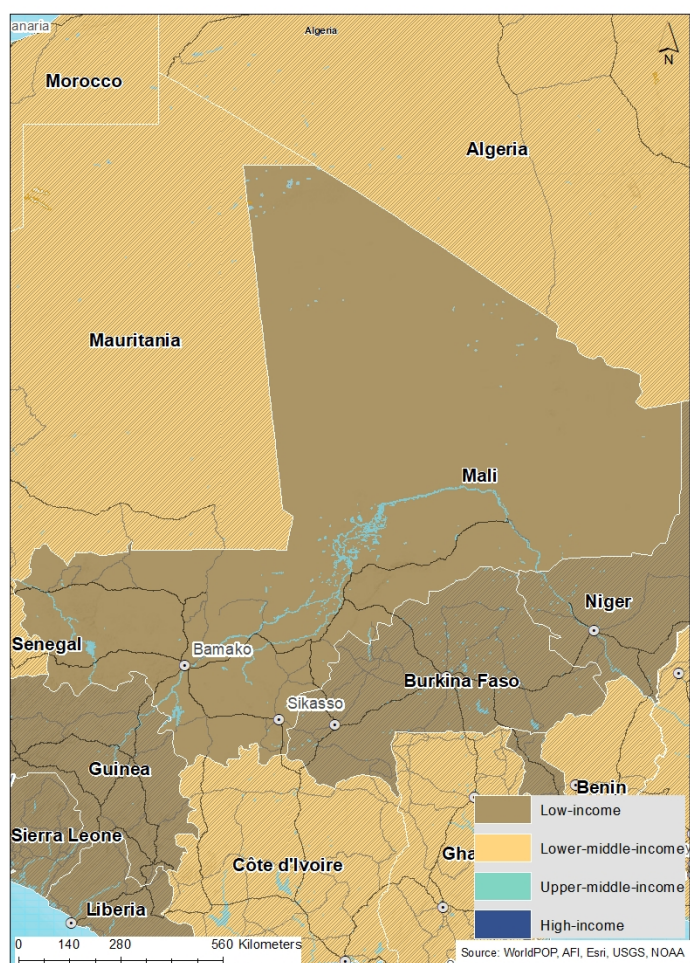 anaria
Algeria
N
Morocco
Algeria
Mauritania
Mali
Niger
Senegal
Bamako
Burkina Faso
Sikasso
Guinea
Benin
Low-income
Sierra Leone
Lower-middle-income
Côte d'Ivoire
Gha
Upper-middle-income
Liberia
High-income
0 140 280 560 Kilometers
Source: WorldPOP, AFI, Esri, USGS, NOAA